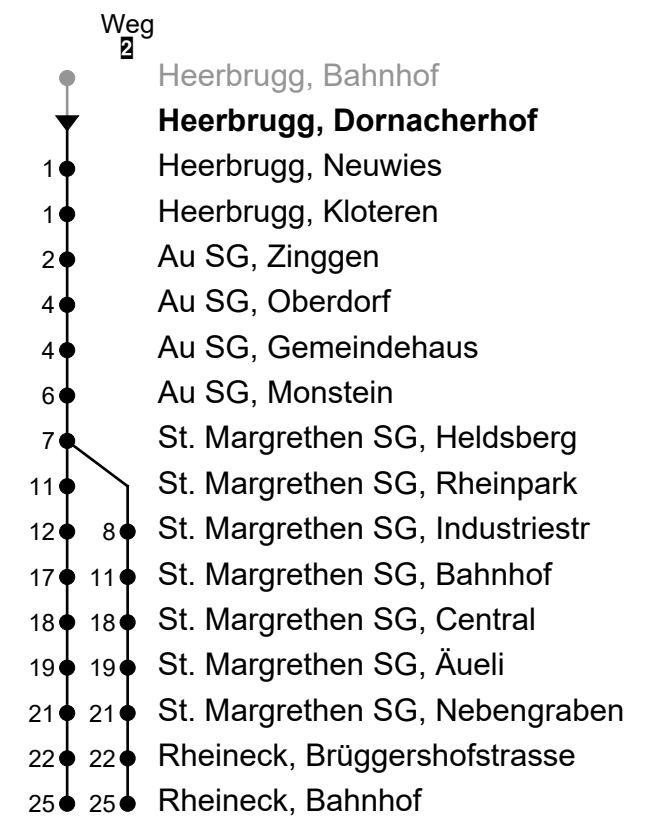 Weg
2
Heerbrugg, Bahnhof
Heerbrugg, Dornacherhof
1 Heerbrugg, Neuwies
1 Heerbrugg, Kloteren
2 Au SG, Zinggen
4 Au SG, Oberdorf
4 Au SG, Gemeindehaus
6 Au SG, Monstein
7 St. Margrethen SG, Heldsberg
11 St. Margrethen SG, Rheinpark
12 8 St. Margrethen SG, Industriestr
17 11 St. Margrethen SG, Bahnhof
18 18 St. Margrethen SG, Central
19 19 St. Margrethen SG, Äueli
21 21 St. Margrethen SG, Nebengraben
22 22 Rheineck, Brüggershofstrasse
25 25 Rheineck, Bahnhof